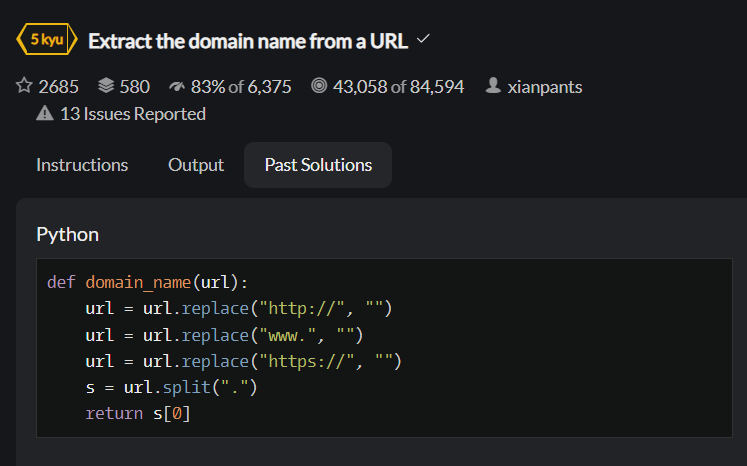 5 kyu Extract the domain name from a URL
2685 580 83% of 6,375 43,058 of 84,594 xianpants
13 Issues Reported
Instructions Output Past Solutions
Python
def domain_name(url):
    url = url.replace("http://", "")
    url = url.replace("www.", "")
    url = url.replace("https://", "")
    s = url.split(".")
    return s[0]